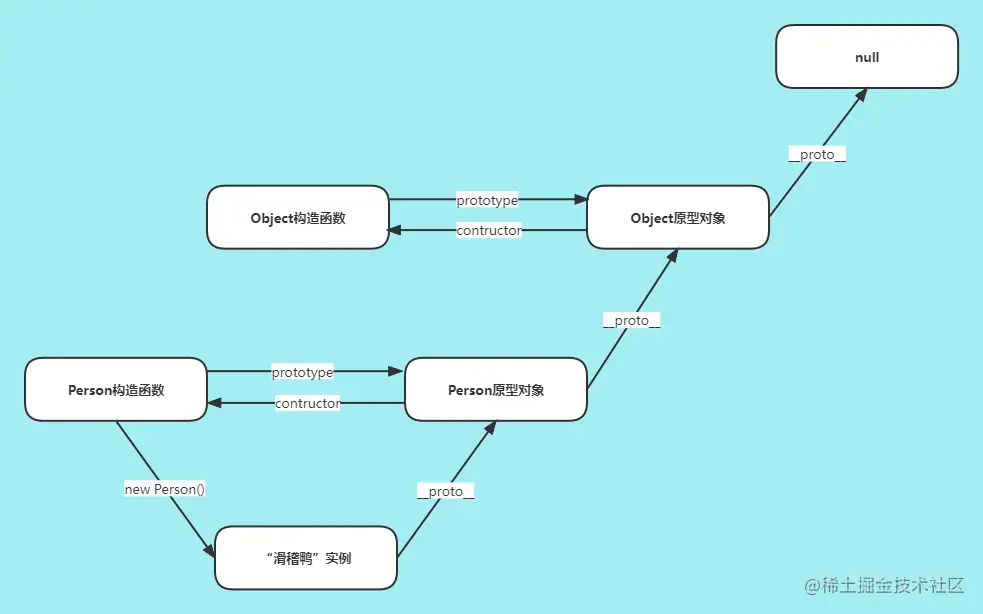 null
__proto__
prototype
Object构造函数
Object原型对象
contructor
__proto__
prototype
Person构造函数
Person原型对象
contructor
new Person()
__proto__
“滑稽鸭”实例
@稀土掘金技术社区